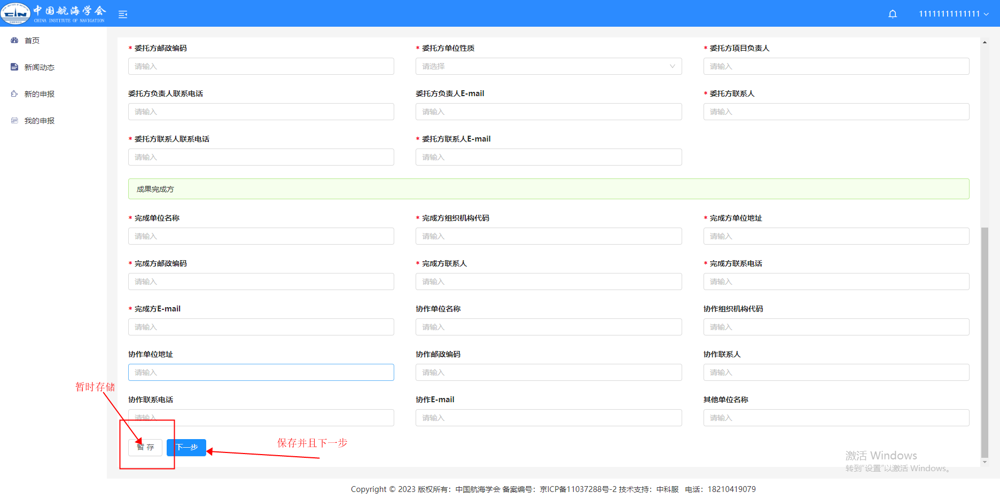 中国航海学会
CHINA INSTITUTE OF NAVIGATION
11111111111111
首页
新闻动态
新的申报
我的申报
* 委托方邮政编码
请输入
* 委托方单位性质
请选择
* 委托方项目负责人
请输入
委托方负责人联系电话
请输入
委托方负责人E-mail
请输入
* 委托方联系人
请输入
* 委托方联系人联系电话
请输入
* 委托方联系人E-mail
请输入
成果完成方
* 完成单位名称
请输入
* 完成方组织机构代码
请输入
* 完成方单位地址
请输入
* 完成方邮政编码
请输入
* 完成方联系人
请输入
* 完成方联系电话
请输入
* 完成方E-mail
请输入
协作单位名称
请输入
协作组织机构代码
请输入
协作单位地址
请输入
协作邮政编码
请输入
协作联系人
请输入
暂时存储
协作联系电话
请输入
协作E-mail
请输入
其他单位名称
请输入
暂 存
下一步
保存并且下一步
激活 Windows
转到“设置”以激活 Windows。
Copyright © 2023 版权所有：中国航海学会 备案编号：京ICP备11037288号-2 技术支持：中科服 电话：18210419079